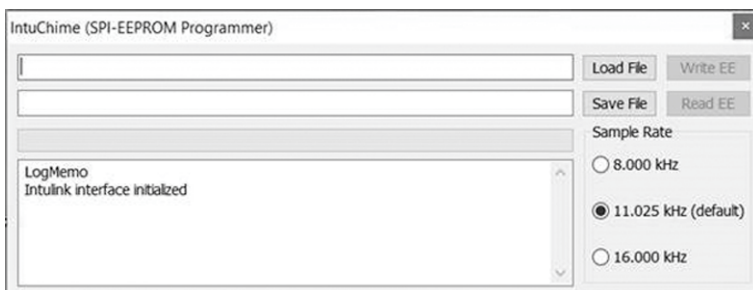 IntuChime (SPI-EEPROM Programmer)
Load File
Write EE
Save File
Read EE
Sample Rate
LogMemo
Intulink interface initialized
8.000 kHz
11.025 kHz (default)
16.000 kHz